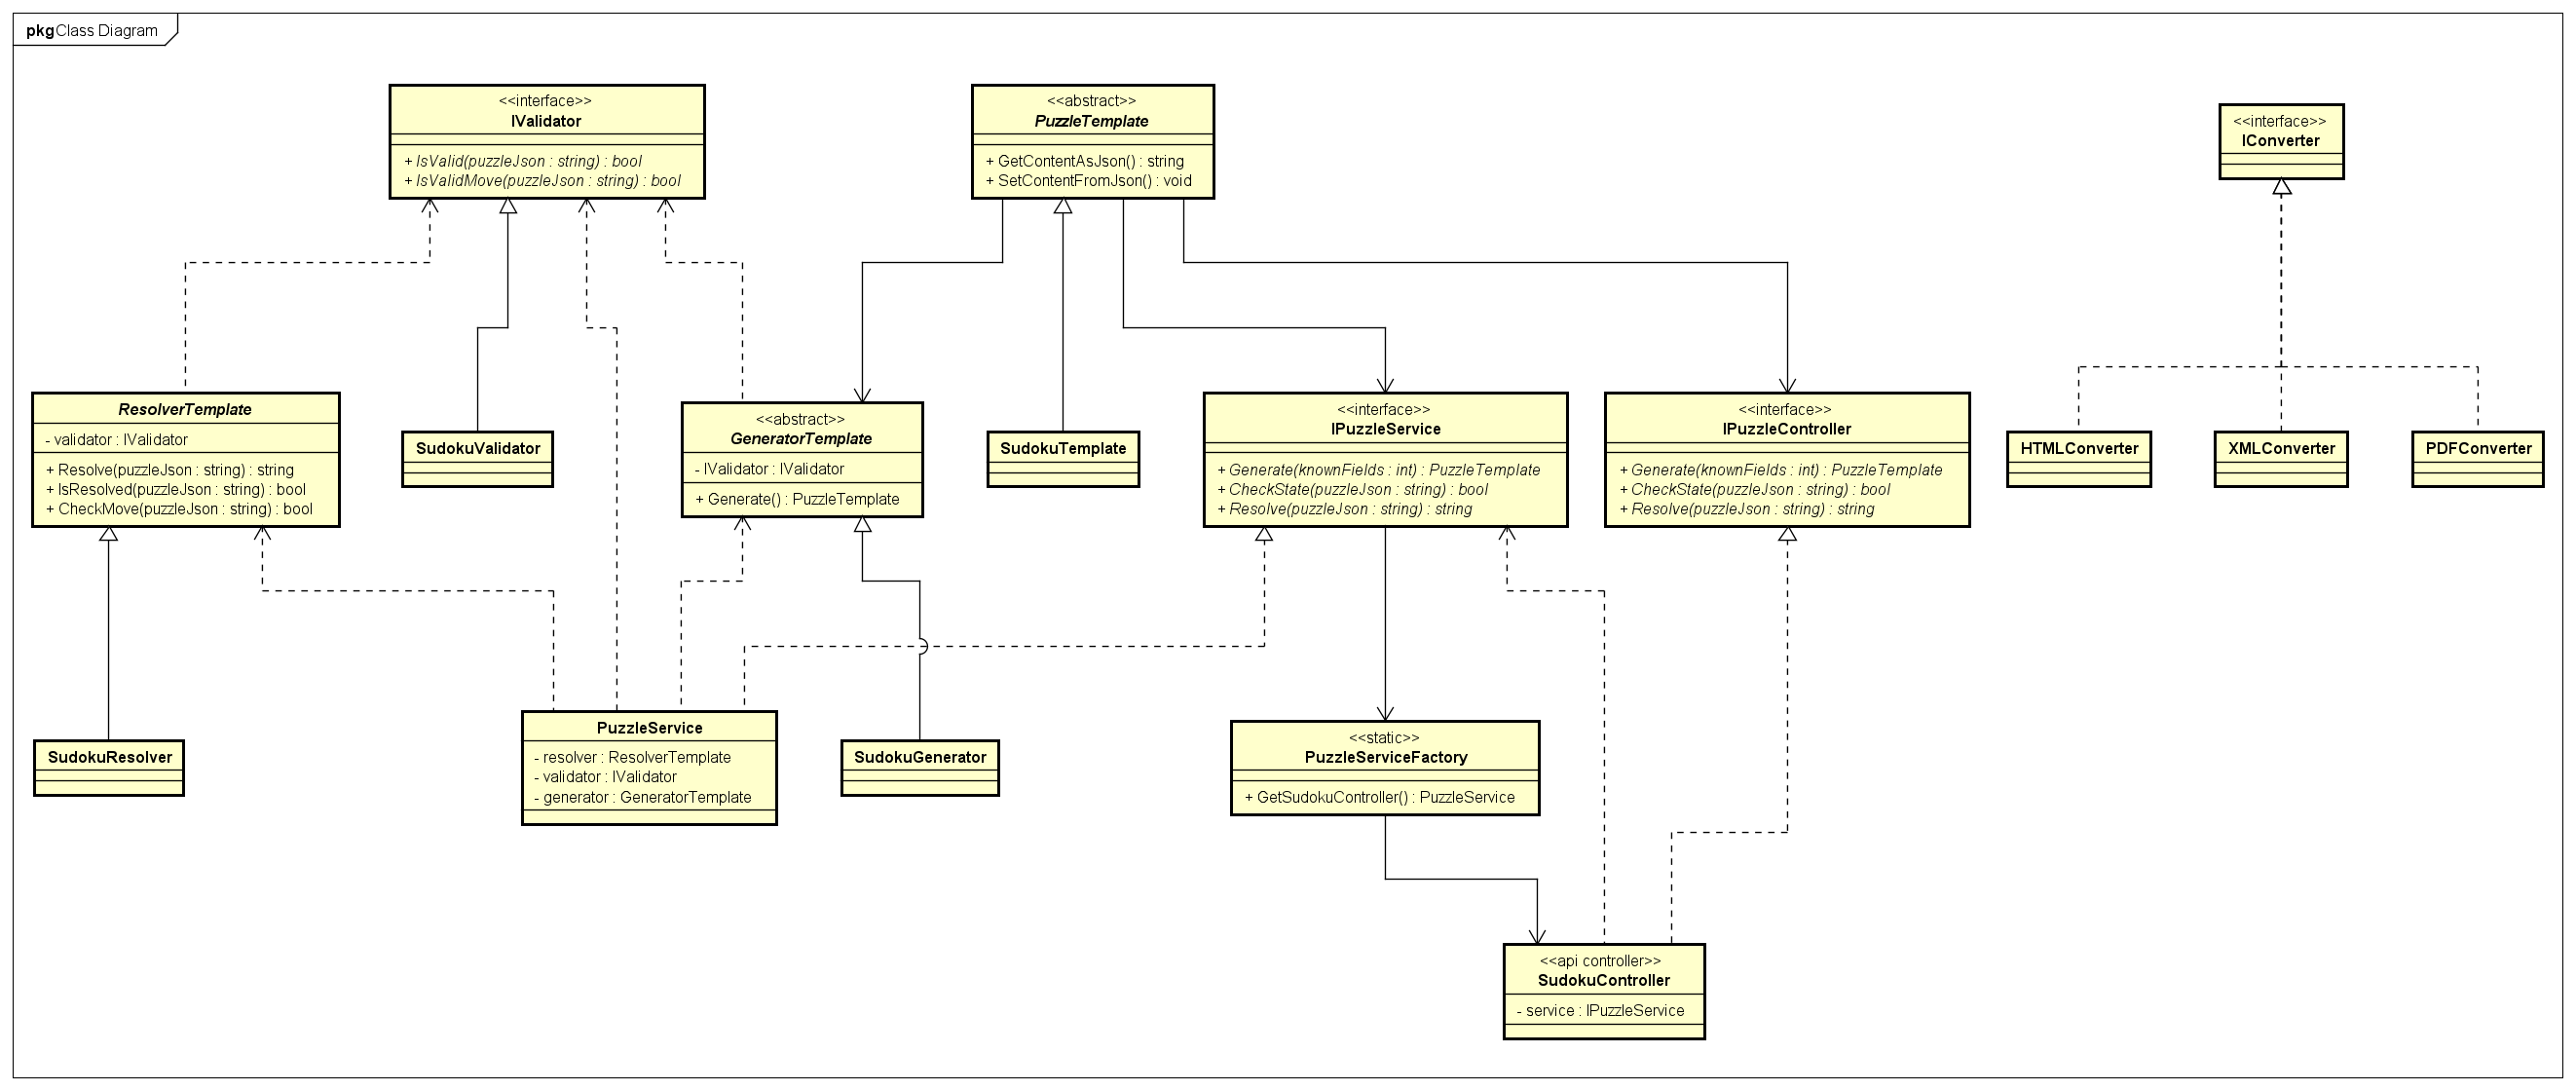 pkg Class Diagram
<<interface>>
IValidator
+ IsValid(puzzleJson : string) : bool
+ IsValidMove(puzzleJson : string) : bool
<<abstract>>
PuzzleTemplate
+ GetContentAsJson() : string
+ SetContentFromJson() : void
<<interface>>
IConverter
ResolverTemplate
- validator : IValidator
+ Resolve(puzzleJson : string) : string
+ IsResolved(puzzleJson : string) : bool
+ CheckMove(puzzleJson : string) : bool
SudokuValidator
<<abstract>>
GeneratorTemplate
- IValidator : IValidator
+ Generate() : PuzzleTemplate
SudokuTemplate
<<interface>>
IPuzzleService
+ Generate(knownFields : int) : PuzzleTemplate
+ CheckState(puzzleJson : string) : bool
+ Resolve(puzzleJson : string) : string
<<interface>>
IPuzzleController
+ Generate(knownFields : int) : PuzzleTemplate
+ CheckState(puzzleJson : string) : bool
+ Resolve(puzzleJson : string) : string
HTMLConverter
XMLConverter
PDFConverter
SudokuResolver
PuzzleService
- resolver : ResolverTemplate
- validator : IValidator
- generator : GeneratorTemplate
SudokuGenerator
<<static>>
PuzzleServiceFactory
+ GetSudokuController() : PuzzleService
<<api controller>>
SudokuController
- service : IPuzzleService